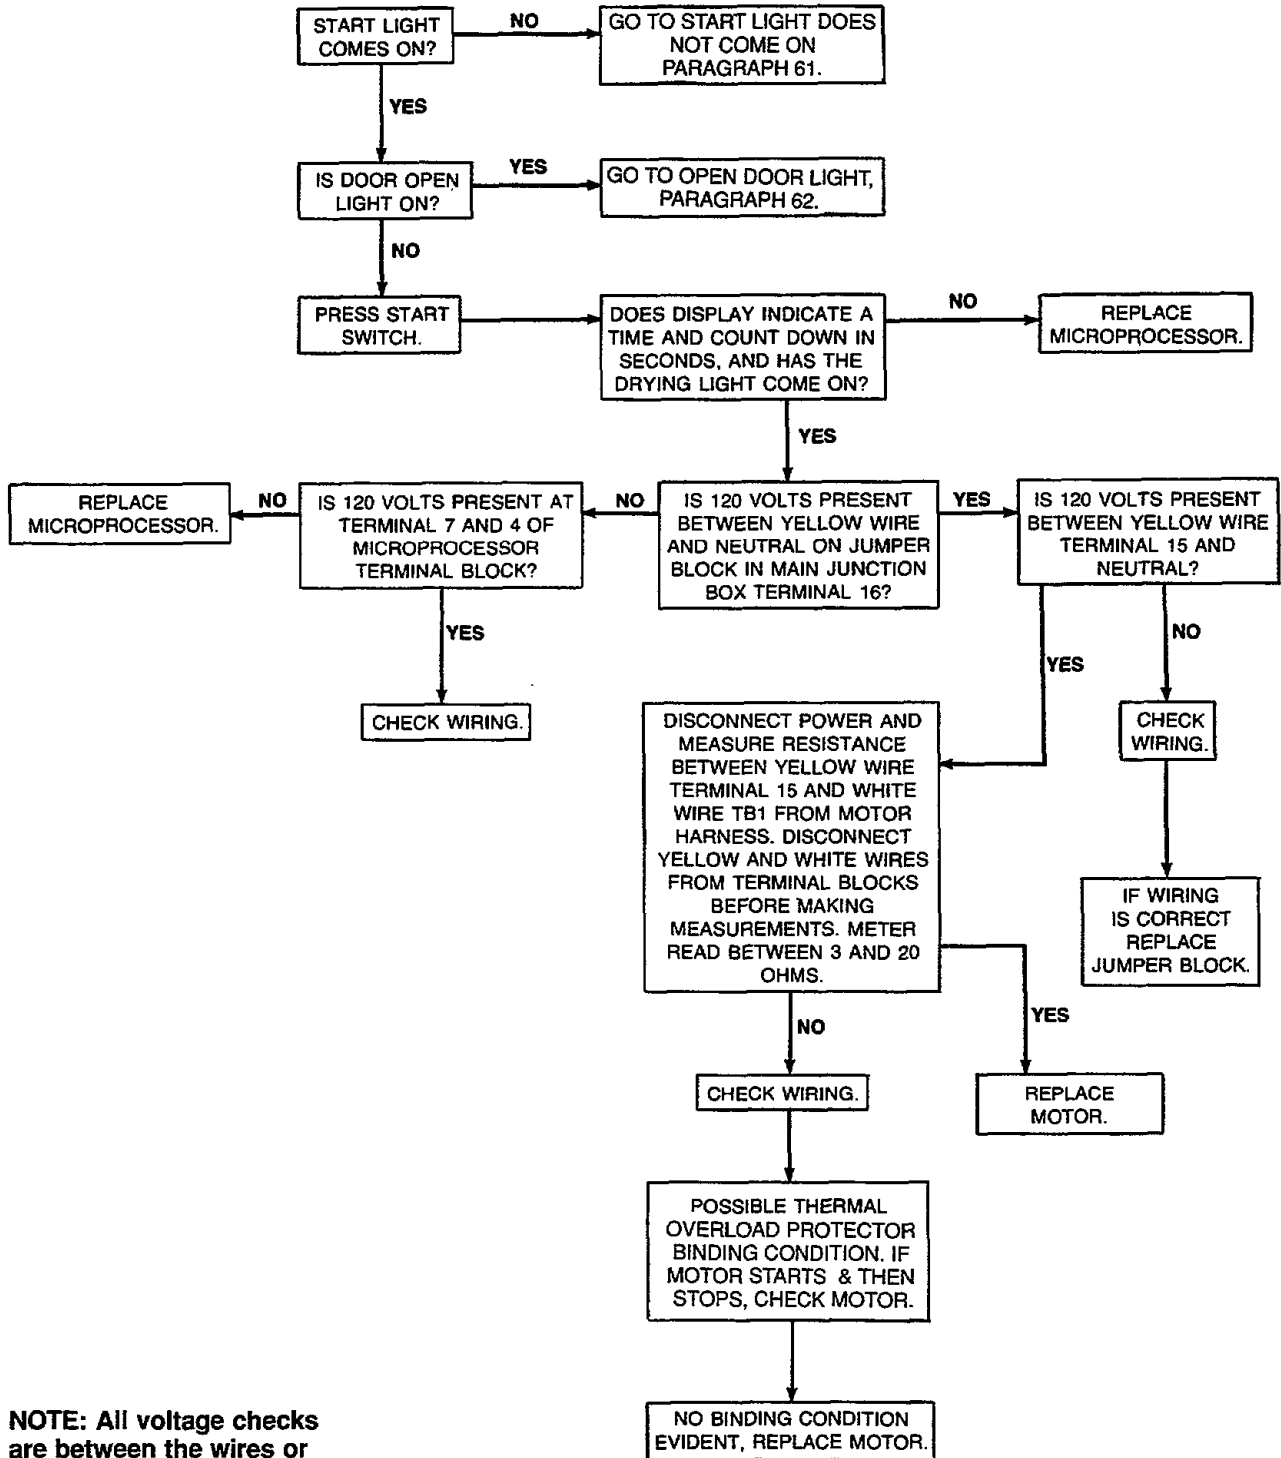 START LIGHT
COMES ON?
NO
GO TO START LIGHT DOES
NOT COME ON
PARAGRAPH 61.
YES
IS DOOR OPEN
LIGHT ON?
YES
GO TO OPEN DOOR LIGHT,
PARAGRAPH 62.
NO
PRESS START
SWITCH.
DOES DISPLAY INDICATE A
TIME AND COUNT DOWN IN
SECONDS, AND HAS THE
DRYING LIGHT COME ON?
NO
REPLACE
MICROPROCESSOR.
YES
REPLACE
MICROPROCESSOR.
NO
IS 120 VOLTS PRESENT AT
TERMINAL 7 AND 4 OF
MICROPROCESSOR
TERMINAL BLOCK?
NO
IS 120 VOLTS PRESENT
BETWEEN YELLOW WIRE
AND NEUTRAL ON JUMPER
BLOCK IN MAIN JUNCTION
BOX TERMINAL 16?
YES
IS 120 VOLTS PRESENT
BETWEEN YELLOW WIRE
TERMINAL 15 AND
NEUTRAL?
YES
CHECK WIRING.
YES
NO
CHECK
WIRING.
IF WIRING
IS CORRECT
REPLACE
JUMPER BLOCK.
DISCONNECT POWER AND
MEASURE RESISTANCE
BETWEEN YELLOW WIRE
TERMINAL 15 AND WHITE
WIRE TB1 FROM MOTOR
HARNESS. DISCONNECT
YELLOW AND WHITE WIRES
FROM TERMINAL BLOCKS
BEFORE MAKING
MEASUREMENTS. METER
READ BETWEEN 3 AND 20
OHMS.
YES
REPLACE
MOTOR.
NO
CHECK WIRING.
POSSIBLE THERMAL
OVERLOAD PROTECTOR
BINDING CONDITION. IF
MOTOR STARTS & THEN
STOPS, CHECK MOTOR.
NO BINDING CONDITION
EVIDENT, REPLACE MOTOR.
NOTE: All voltage checks
are between the wires or